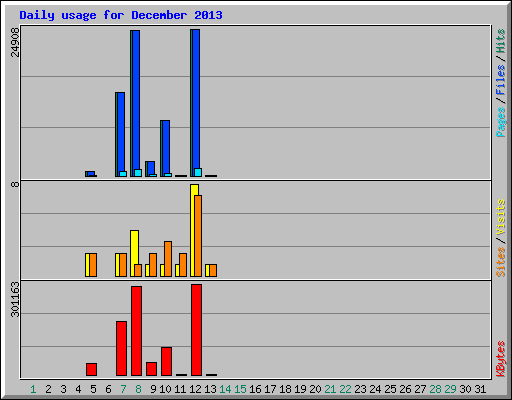 Daily usage for December 2013
24908
8
301163
Pages / Files / Hits
Sites / Visits
KBytes
1 2 3 4 5 6 7 8 9 10 11 12 13 14 15 16 17 18 19 20 21 22 23 24 25 26 27 28 29 30 31